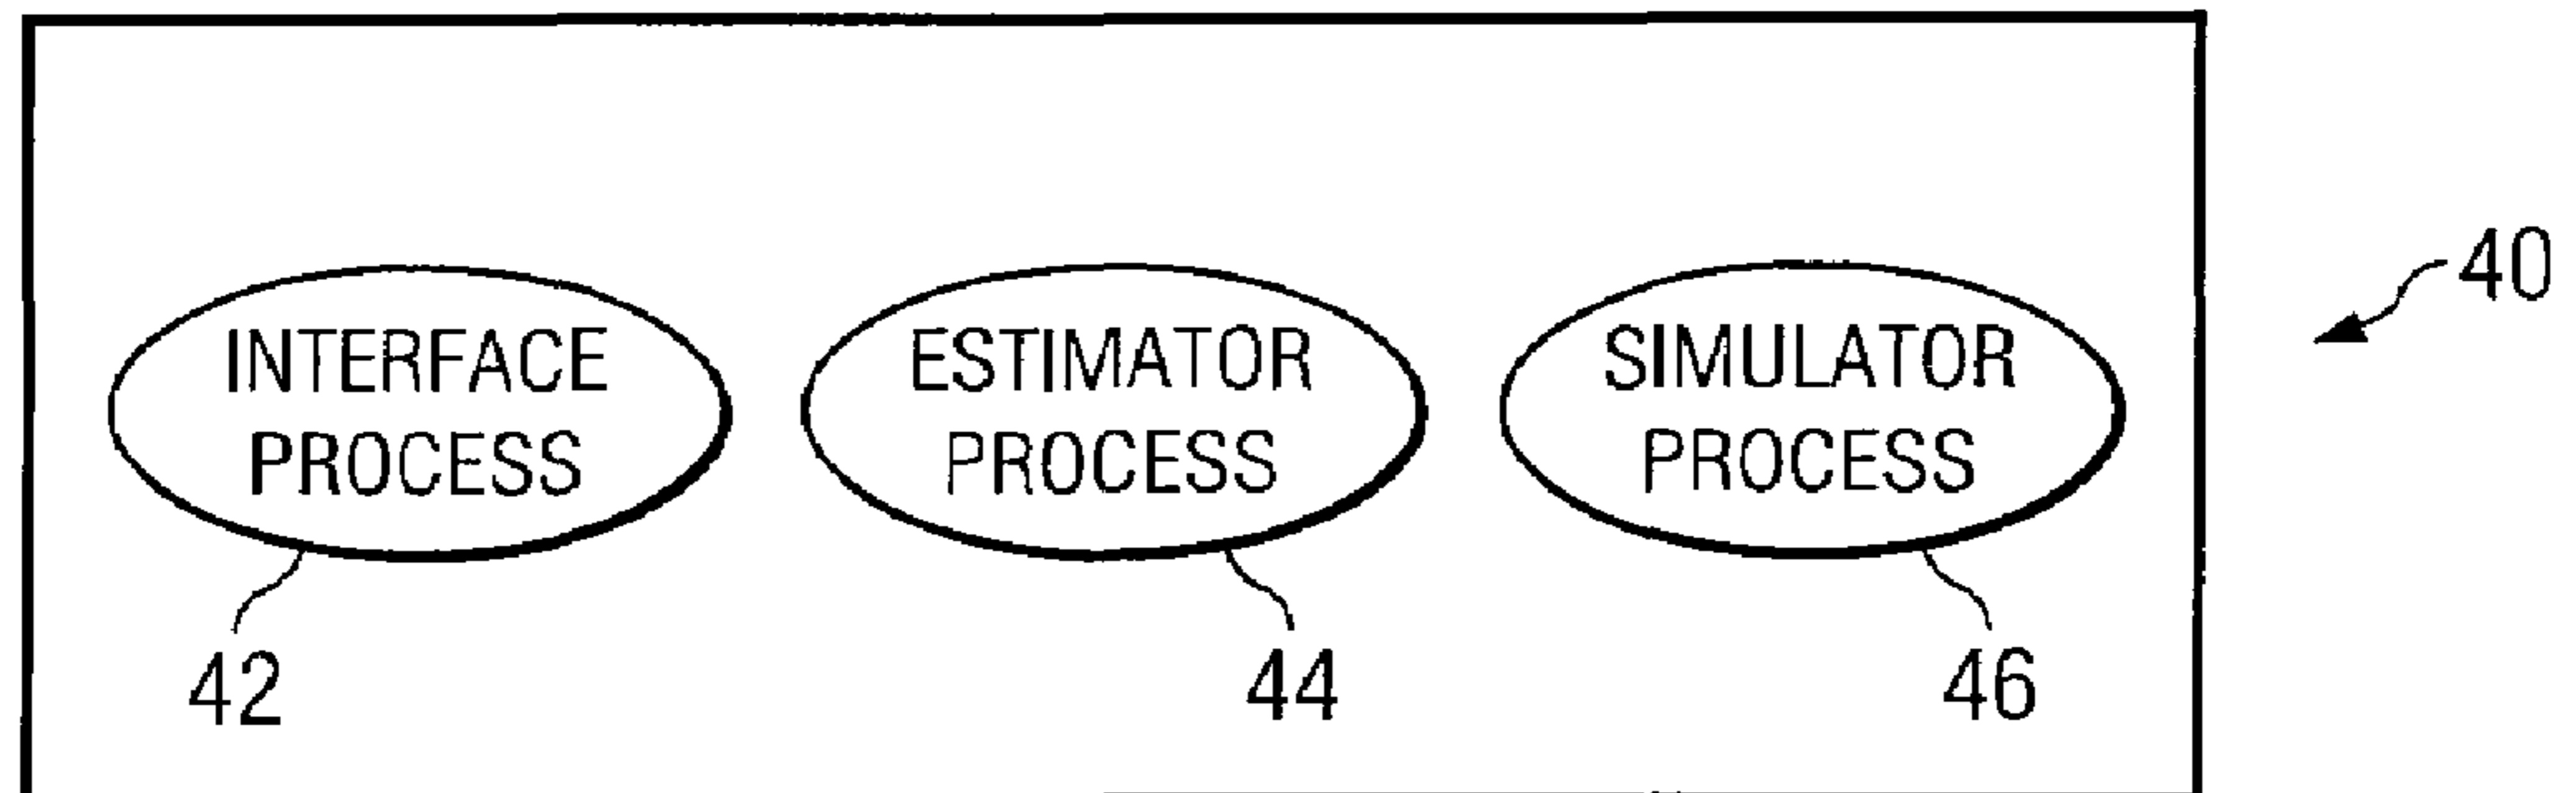 INTERFACE
PROCESS
ESTIMATOR
PROCESS
SIMULATOR
PROCESS
40
42
44
46